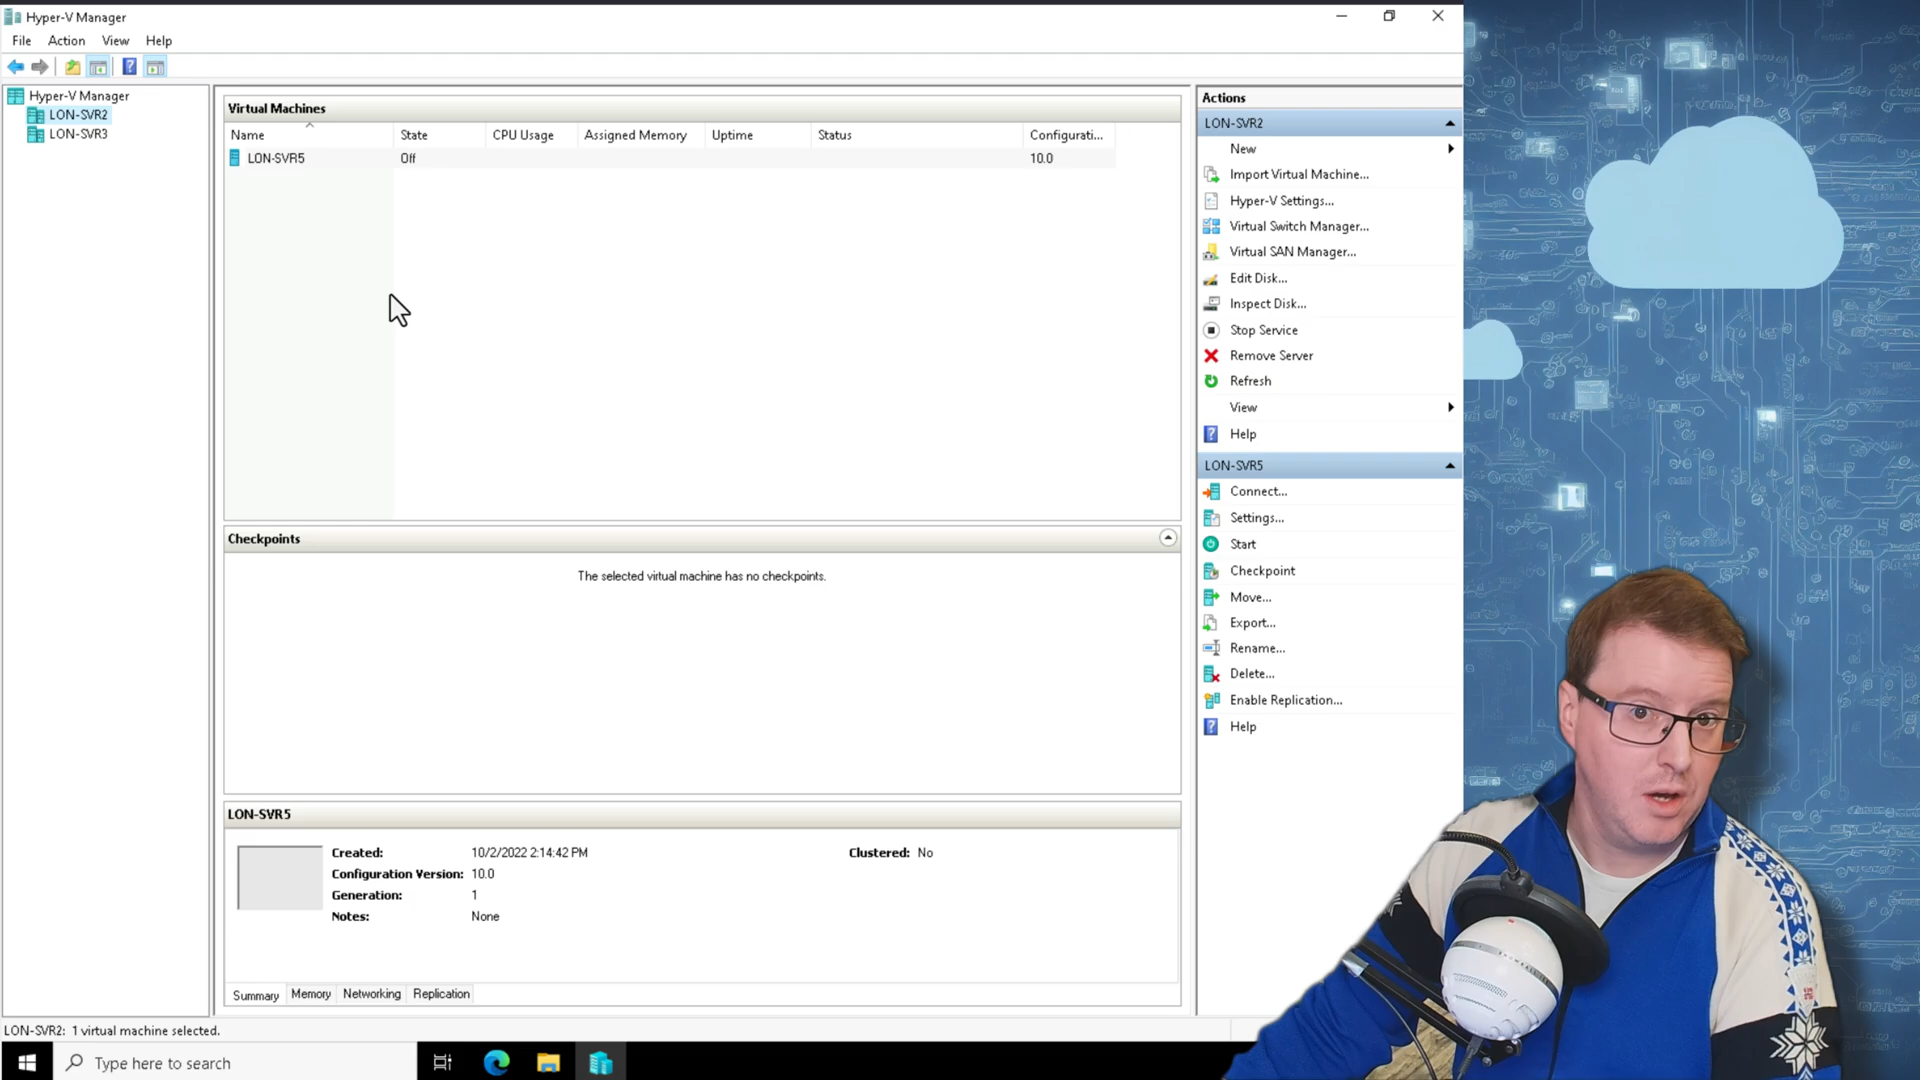 Hyper-V Manager
File Action View Help
Hyper-V Manager
LON-SVR2
LON-SVR3
Virtual Machines
Name State CPU Usage Assigned Memory Uptime Status Configurati...
LON-SVR5 Off 10.0
Checkpoints
The selected virtual machine has no checkpoints.
LON-SVR5
Created: 10/2/2022 2:14:42 PM Clustered: No
Configuration Version: 10.0
Generation: 1
Notes: None
Summary Memory Networking Replication
Actions
LON-SVR2
New
Import Virtual Machine...
Hyper-V Settings...
Virtual Switch Manager...
Virtual SAN Manager...
Edit Disk...
Inspect Disk...
Stop Service
Remove Server
Refresh
View
Help
LON-SVR5
Connect...
Settings...
Start
Checkpoint
Move...
Export...
Rename...
Delete...
Enable Replication...
Help
LON-SVR2: 1 virtual machine selected.
Type here to search